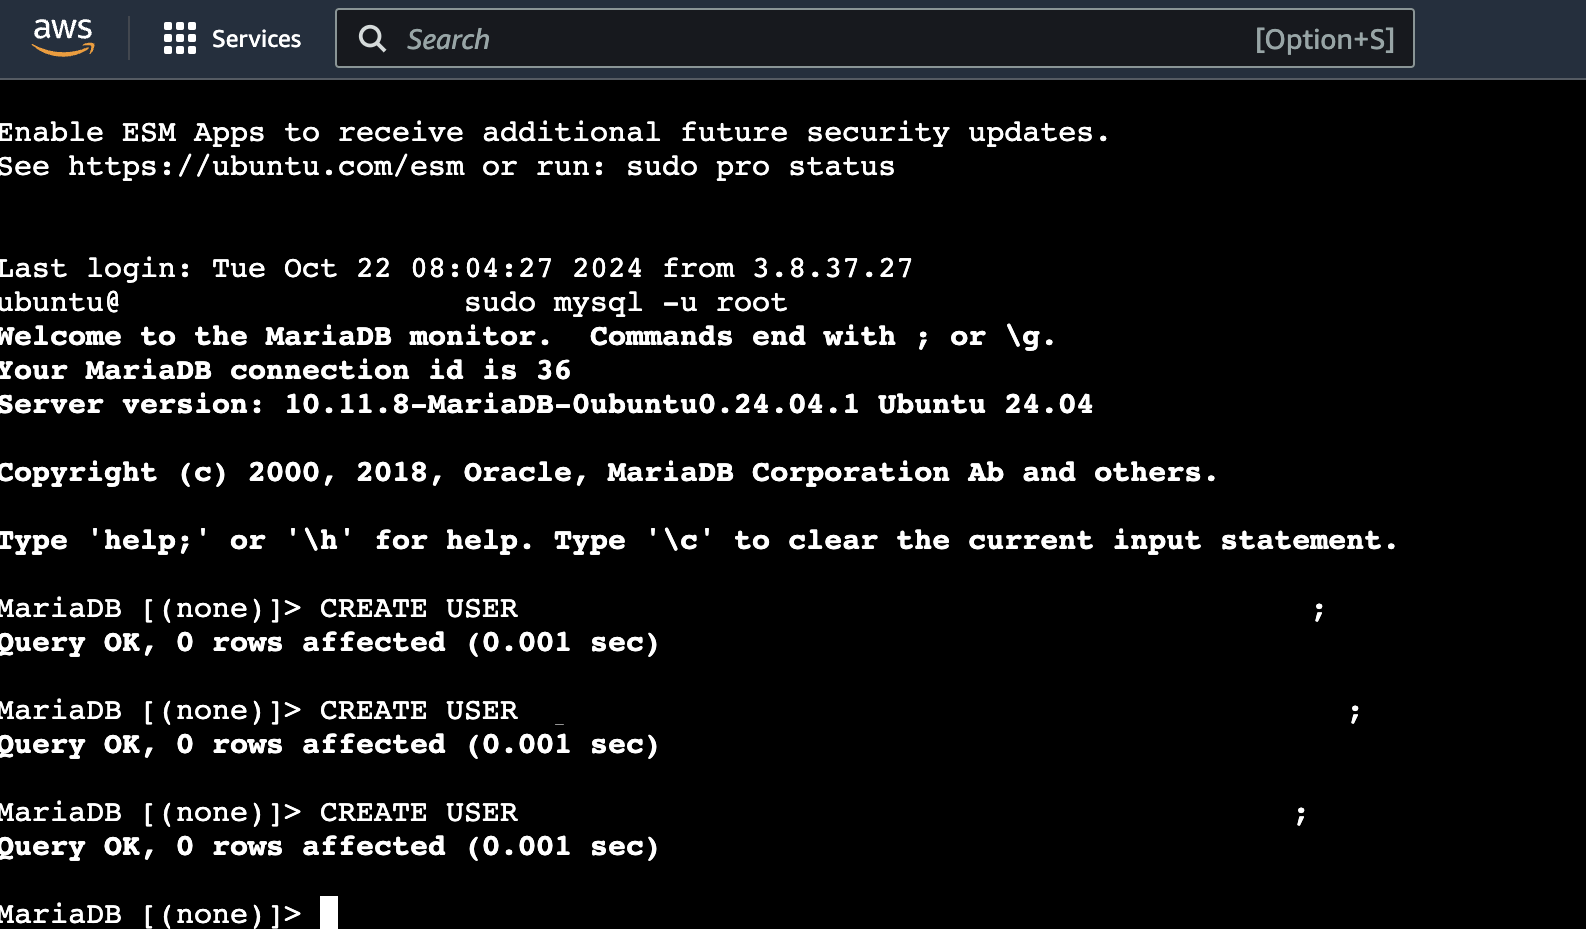 aws
Services
Search
[Option+S]
Enable ESM Apps to receive additional future security updates.
See https://ubuntu.com/esm or run: sudo pro status
Last login: Tue Oct 22 08:04:27 2024 from 3.8.37.27
ubuntu@ sudo mysql -u root
Welcome to the MariaDB monitor.  Commands end with ; or \g.
Your MariaDB connection id is 36
Server version: 10.11.8-MariaDB-0ubuntu0.24.04.1 Ubuntu 24.04
Copyright (c) 2000, 2018, Oracle, MariaDB Corporation Ab and others.
Type 'help;' or '\h' for help. Type '\c' to clear the current input statement.
MariaDB [(none)]> CREATE USER ;
Query OK, 0 rows affected (0.001 sec)
MariaDB [(none)]> CREATE USER ;
Query OK, 0 rows affected (0.001 sec)
MariaDB [(none)]> CREATE USER ;
Query OK, 0 rows affected (0.001 sec)
MariaDB [(none)]>